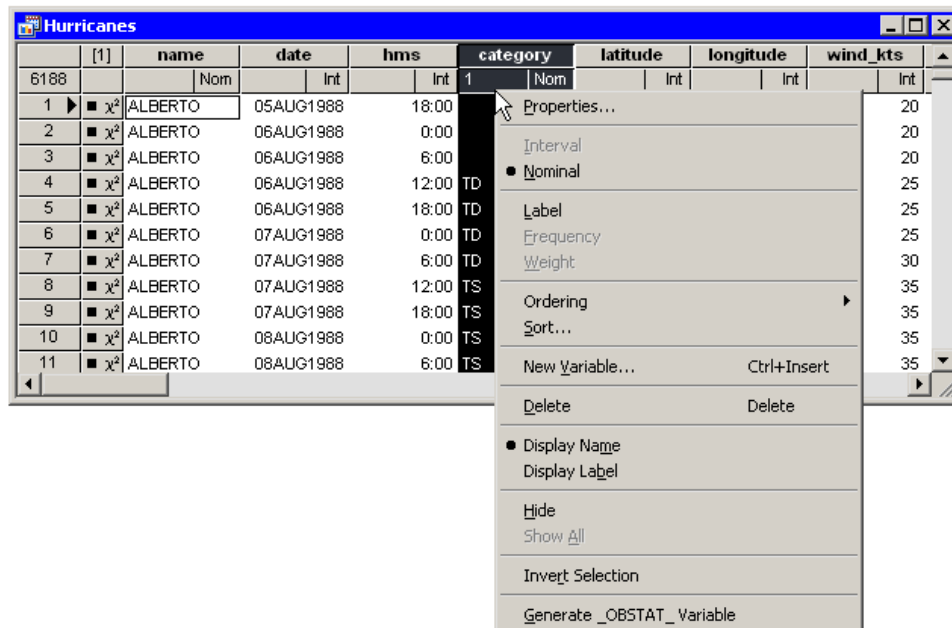 Hurricanes
[1] name date hms category latitude longitude wind_kts
6188 Nom Int Int 1 Nom Int Int Int
1 χ² ALBERTO 05AUG1988 18:00 20
2 χ² ALBERTO 06AUG1988 0:00 20
3 χ² ALBERTO 06AUG1988 6:00 20
4 χ² ALBERTO 06AUG1988 12:00 TD 25
5 χ² ALBERTO 06AUG1988 18:00 TD 25
6 χ² ALBERTO 07AUG1988 0:00 TD 25
7 χ² ALBERTO 07AUG1988 6:00 TD 30
8 χ² ALBERTO 07AUG1988 12:00 TS 35
9 χ² ALBERTO 07AUG1988 18:00 TS 35
10 χ² ALBERTO 08AUG1988 0:00 TS 35
11 χ² ALBERTO 08AUG1988 6:00 TS 35
Properties...
Interval
Nominal
Label
Frequency
Weight
Ordering
Sort...
New Variable... Ctrl+Insert
Delete Delete
Display Name
Display Label
Hide
Show All
Invert Selection
Generate _OBSTAT_ Variable